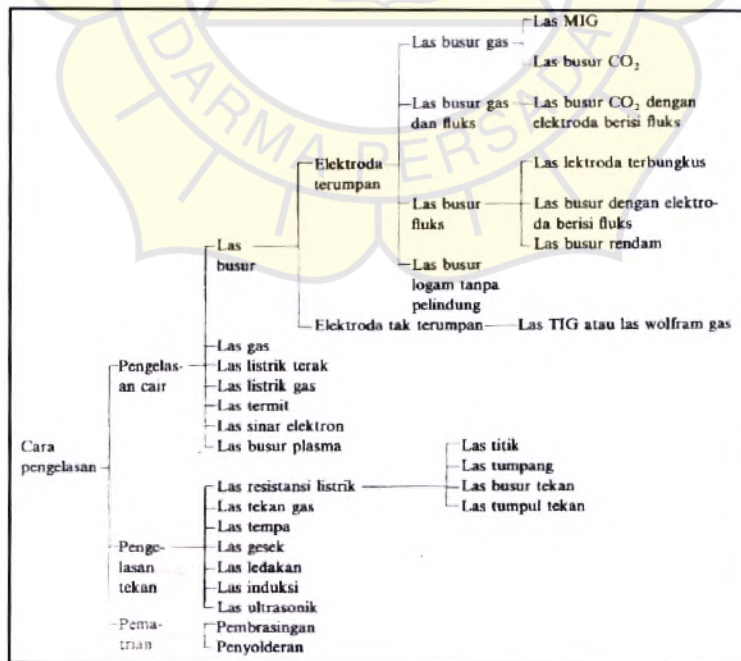 DARMA PERSADA
Las MIG
Las busur gas
Las busur CO₂
Las busur gas
dan fluks
Las busur CO₂ dengan
elektroda berisi fluks
Elektroda
terumpan
Las lektroda terbungkus
Las busur
fluks
Las busur dengan elektro-
da berisi fluks
Las busur rendam
Las
busur
Las busur
logam tanpa
pelindung
Elektroda tak terumpan
Las TIG atau las wolfram gas
Las gas
Pengelas-
an cair
Las listrik terak
Las listrik gas
Las termit
Las sinar elektron
Las busur plasma
Cara
pengelasan
Las resistansi listrik
Las titik
Las tumpang
Las busur tekan
Las tumpul tekan
Las tekan gas
Las tempa
Penge-
lasan
tekan
Las gesek
Las ledakan
Las induksi
Las ultrasonik
Pema-
trian
Pembrasingan
Penyolderan